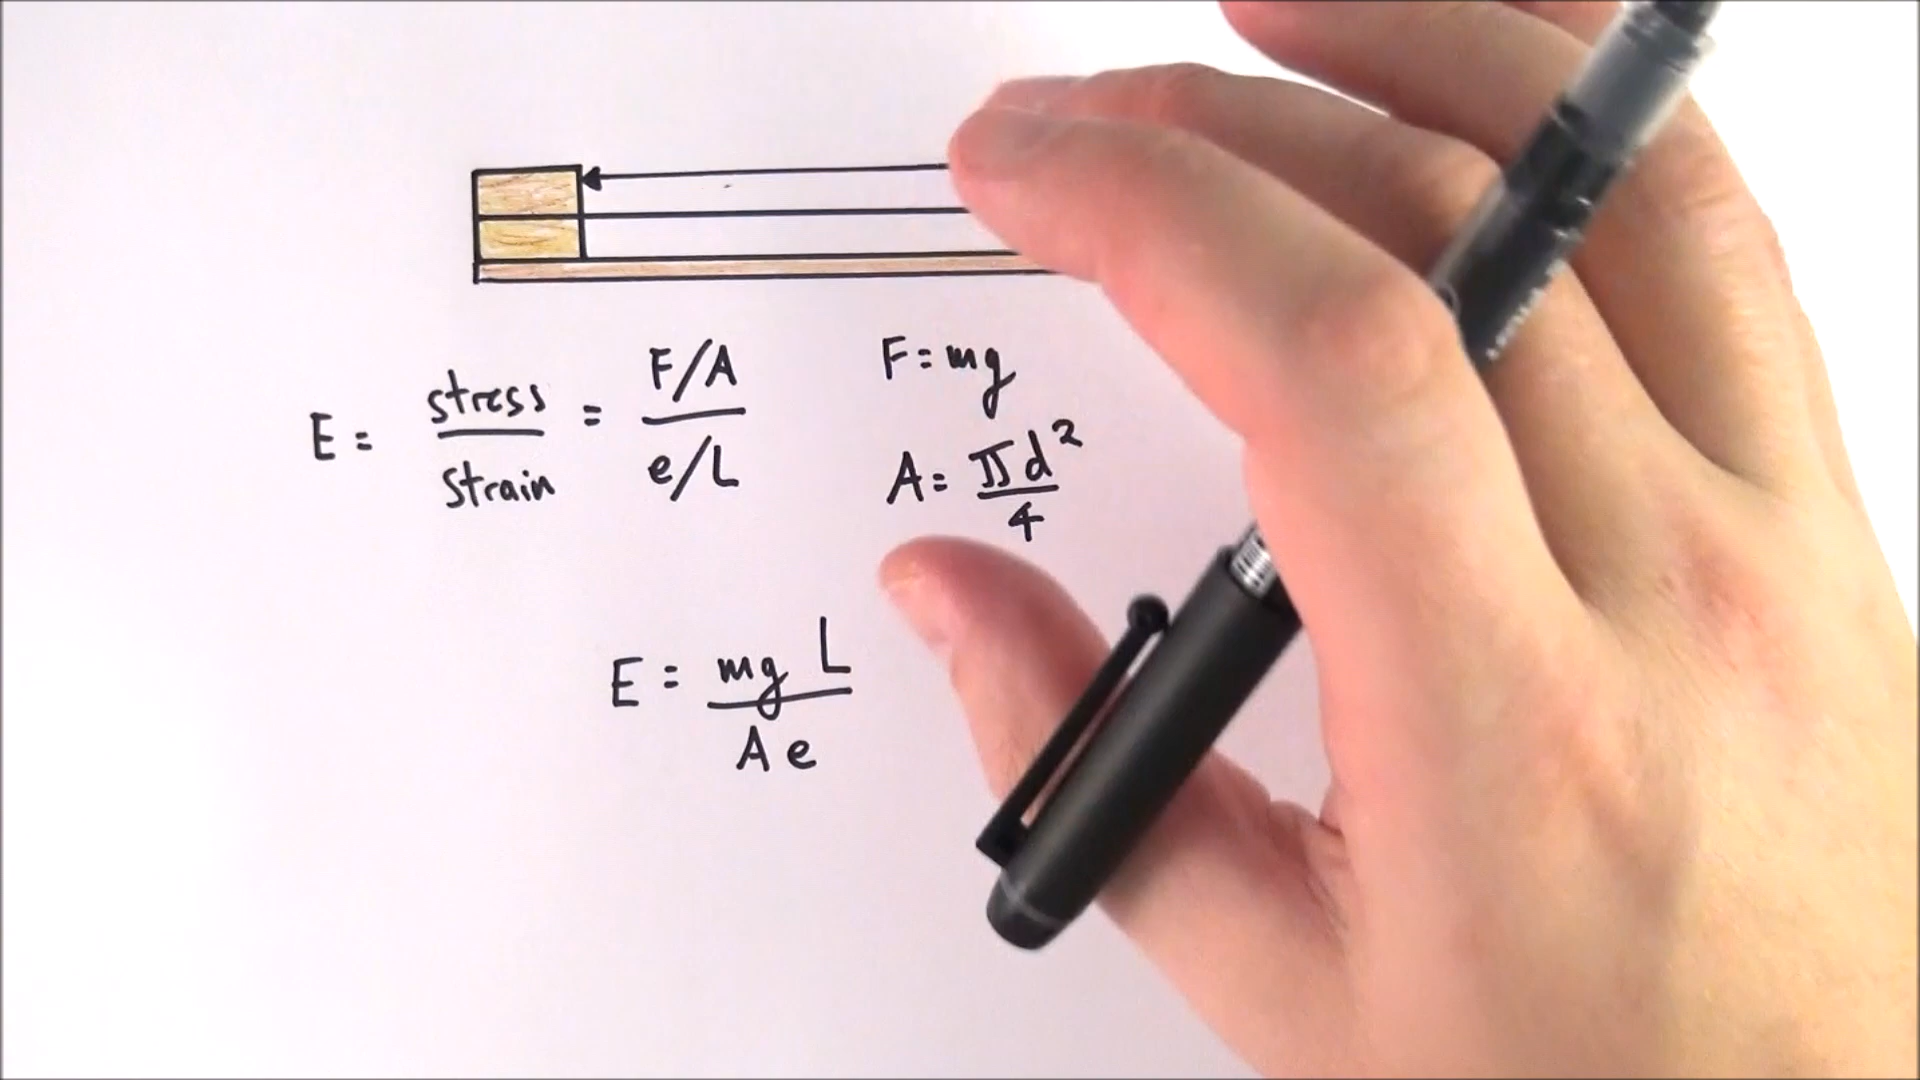 E = stress/strain = F/A / e/L
F = mg
A = πd²/4
E = mg L / A e